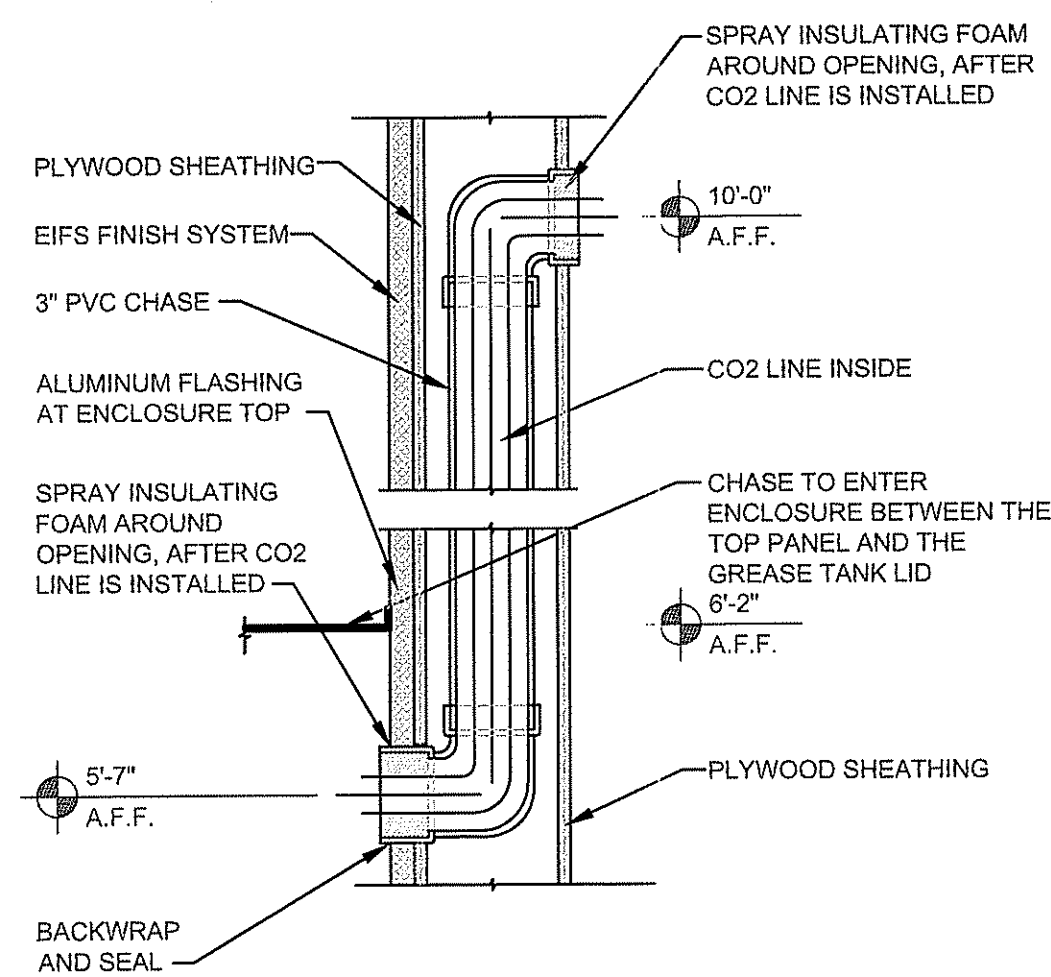 SPRAY INSULATING FOAM
AROUND OPENING, AFTER
CO2 LINE IS INSTALLED
PLYWOOD SHEATHING
EIFS FINISH SYSTEM
3" PVC CHASE
ALUMINUM FLASHING
AT ENCLOSURE TOP
SPRAY INSULATING
FOAM AROUND
OPENING, AFTER CO2
LINE IS INSTALLED
10'-0"
A.F.F.
CO2 LINE INSIDE
CHASE TO ENTER
ENCLOSURE BETWEEN THE
TOP PANEL AND THE
GREASE TANK LID
6'-2"
A.F.F.
5'-7"
A.F.F.
PLYWOOD SHEATHING
BACKWRAP
AND SEAL